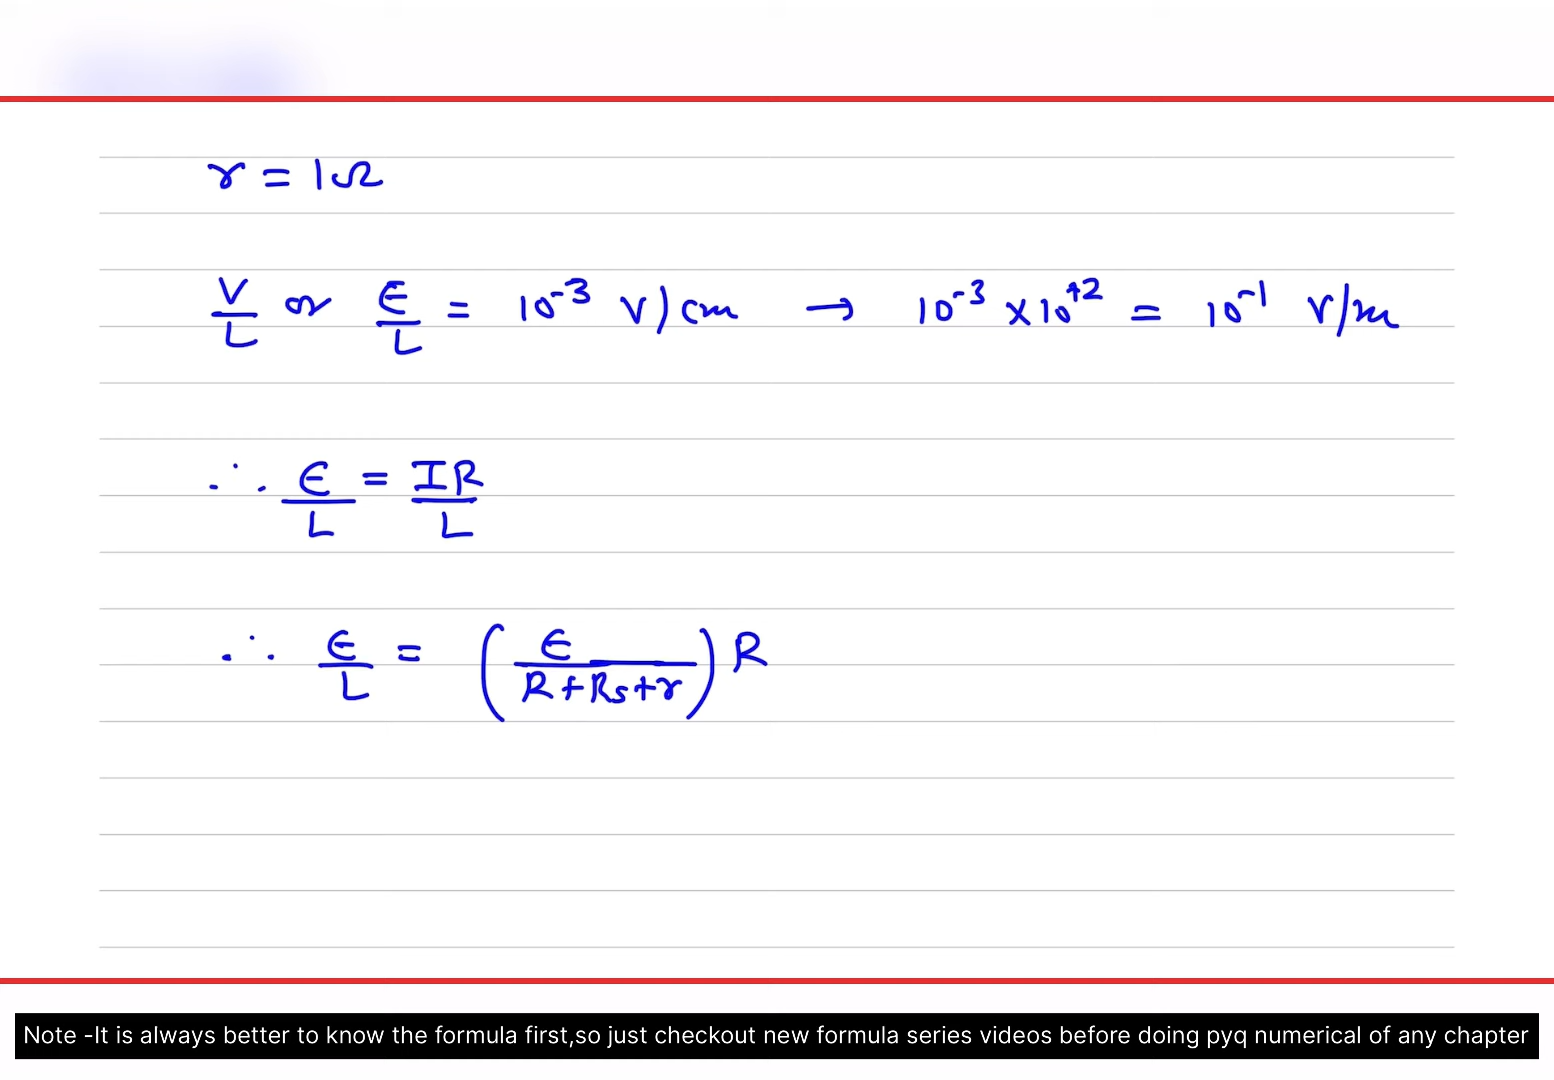 r = 1Ω
V/L or E/L = 10⁻³ V/cm → 10⁻³ × 10⁺² = 10⁻¹ V/m
∴ E/L = IR/L
∴ E/L = (E/(R + Rs + r)) R
Note -It is always better to know the formula first,so just checkout new formula series videos before doing pyq numerical of any chapter